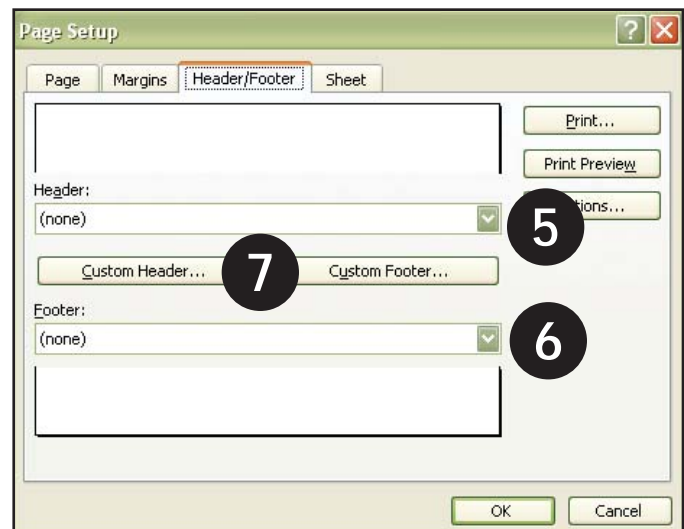 Page Setup
Page Margins Header/Footer Sheet
Print...
Print Preview
Header:
(none)
5
tions...
Custom Header... 7 Custom Footer...
Footer:
(none)
6
OK Cancel